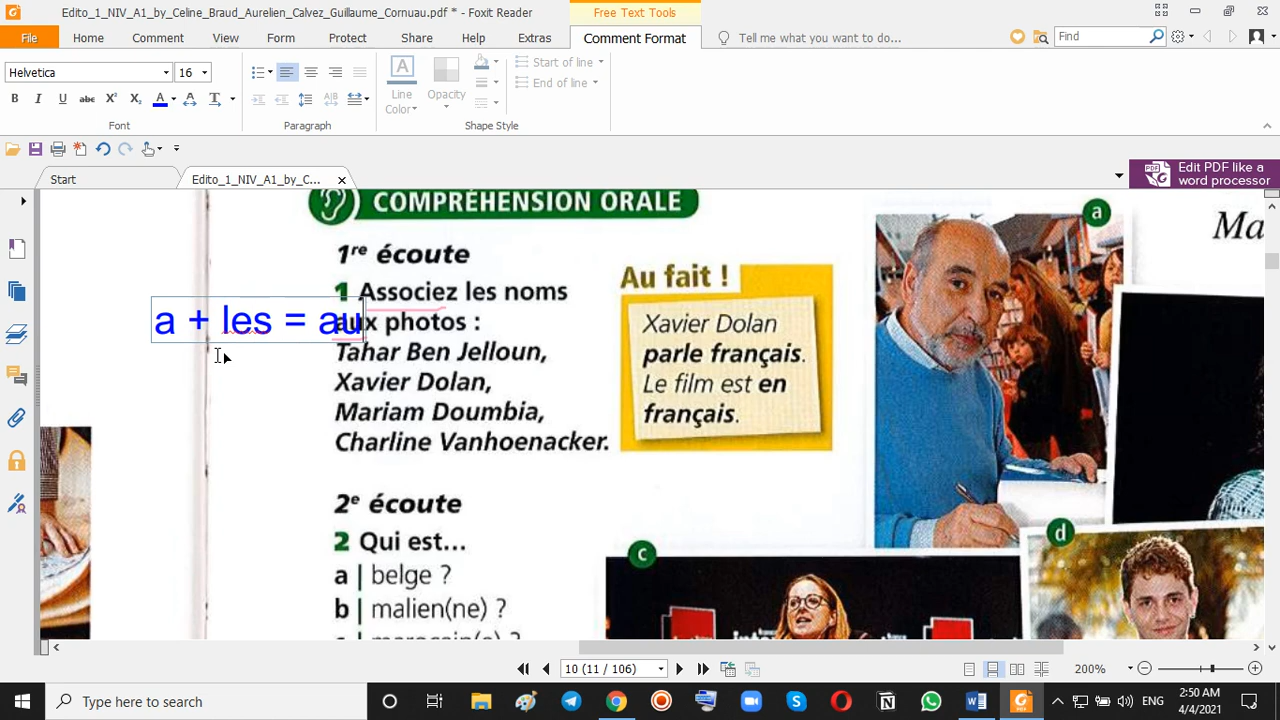 Edito_1_NIV_A1_by_Celine_Braud_Aurelien_Calvez_Guillaume_Cornuau.pdf * - Foxit Reader
Free Text Tools
File Home Comment View Form Protect Share Help Extras Comment Format Tell me what you want to do... Find
Helvetica 16
Line Color
Opacity
Start of line
End of line
Font Paragraph Shape Style
Start Edito_1_NIV_A1_by_C...
Edit PDF like a
word processor
COMPRÉHENSION ORALE
1re écoute
1 Associez les noms
aux photos :
a + les = au
Tahar Ben Jelloun,
Xavier Dolan,
Mariam Doumbia,
Charline Vanhoenacker.
Au fait !
Xavier Dolan
parle français.
Le film est en
français.
2e écoute
2 Qui est...
a | belge ?
b | malien(ne) ?
a
c
d
Ma
10 (11 / 106)
200%
Type here to search
ENG
2:50 AM
4/4/2021